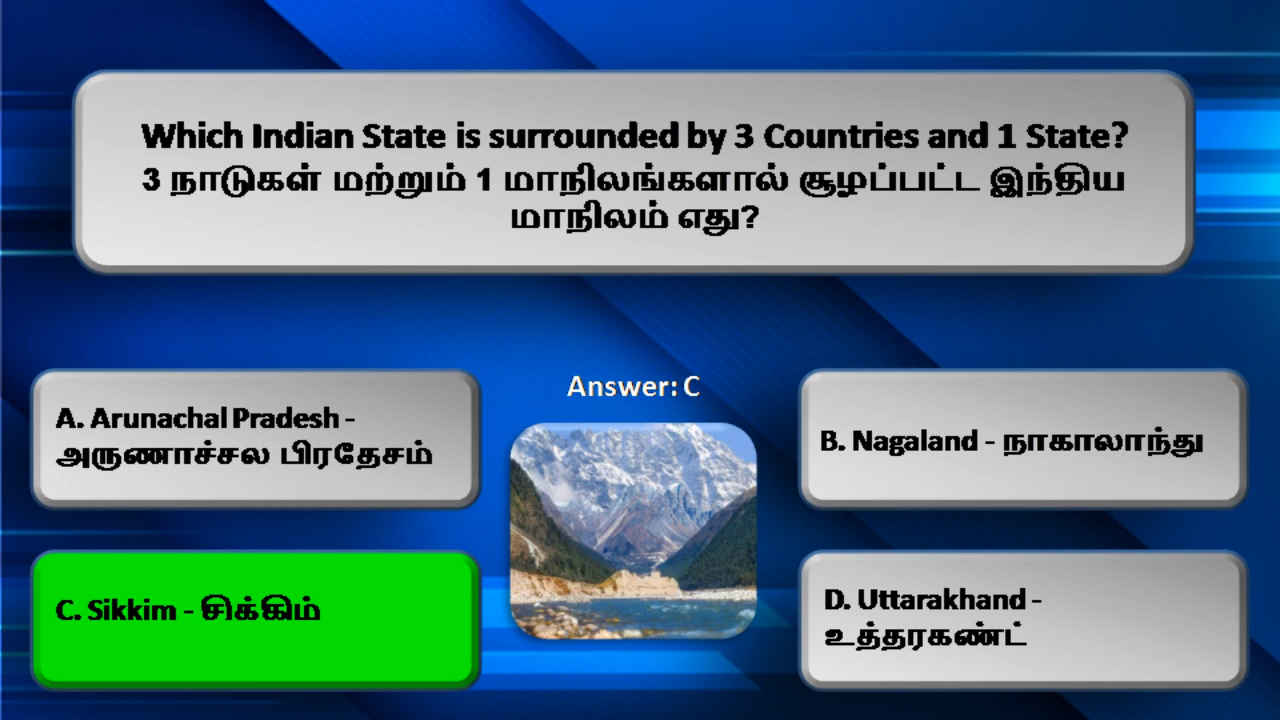 Which Indian State is surrounded by 3 Countries and 1 State?
3 நாடுகள் மற்றும் 1 மாநிலங்களால் சூழப்பட்ட இந்திய
மாநிலம் எது?
Answer: C
A. Arunachal Pradesh -
அருணாச்சல பிரதேசம்
B. Nagaland - நாகாலாந்து
C. Sikkim - சிக்கிம்
D. Uttarakhand -
உத்தரகண்ட்